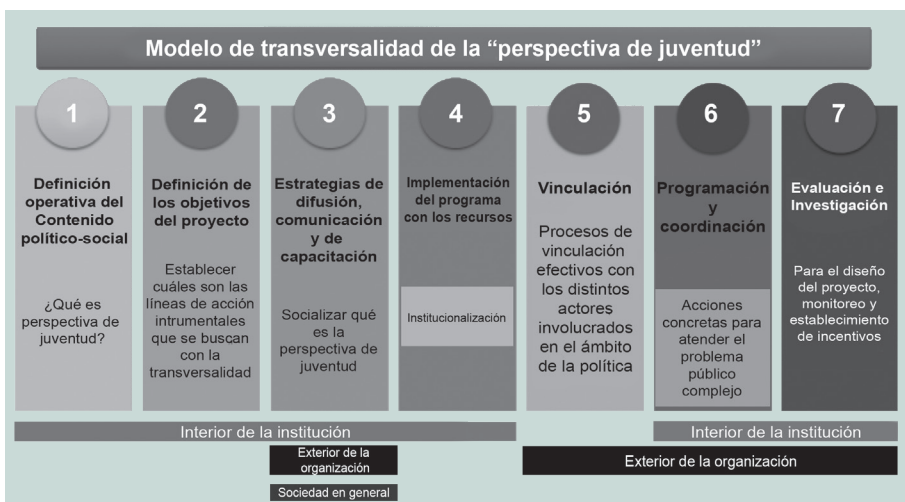 Modelo de transversalidad de la “perspectiva de juventud”
1
Definición
operativa del
Contenido
político-social
¿Qué es
perspectiva de
juventud?
2
Definición de
los objetivos
del proyecto
Establecer
cuáles son las
líneas de acción
intrumentales
que se buscan
con la
transversalidad
3
Estrategias de
difusión,
comunicación
y de
capacitación
Socializar qué
es la
perspectiva de
juventud
4
Implementación
del programa
con los recursos
Institucionalización
5
Vinculación
Procesos de
vinculación
efectivos con
los distintos
actores
involucrados
en el ámbito
de la política
6
Programación
y
coordinación
Acciones
concretas para
atender el
problema
público
complejo
7
Evaluación e
Investigación
Para el diseño
del proyecto,
monitoreo y
establecimiento
de incentivos
Interior de la institución
Interior de la institución
Exterior de la
organización
Exterior de la organización
Sociedad en general